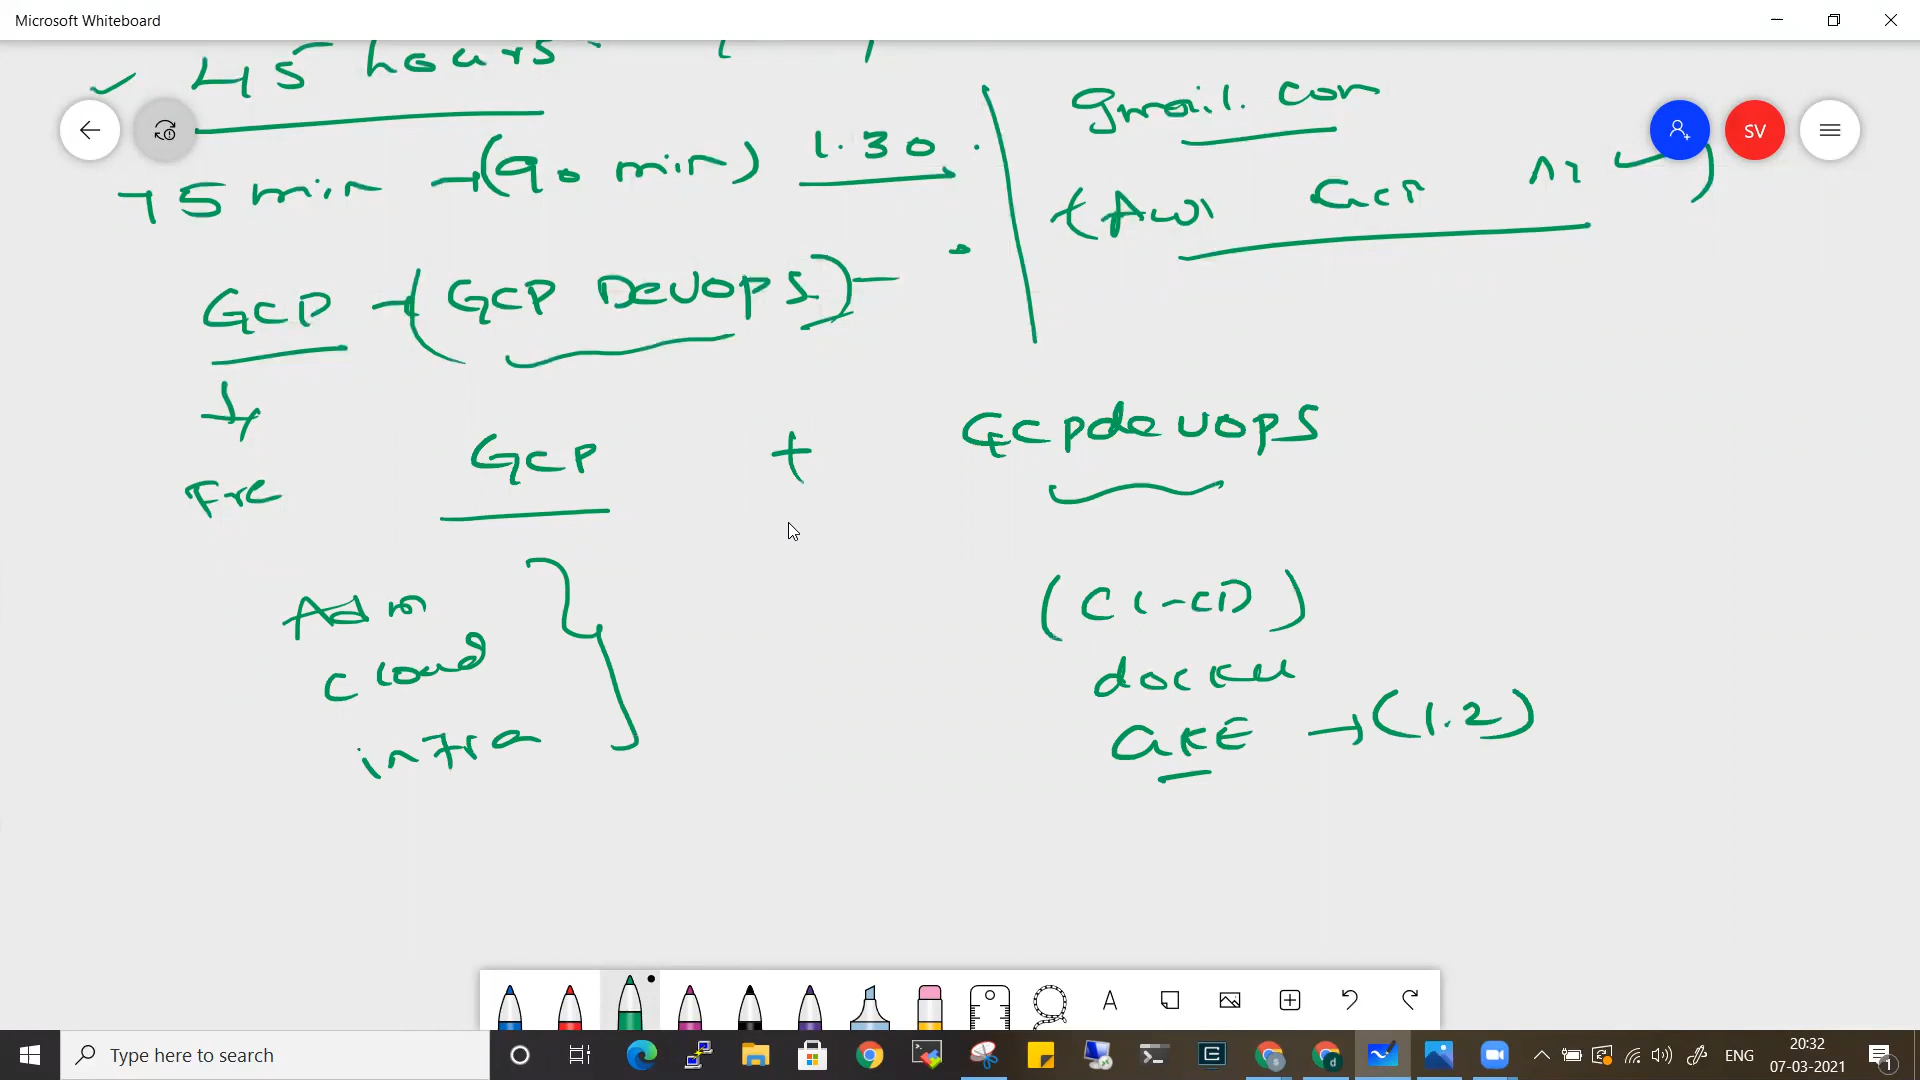 Microsoft Whiteboard
45 hours
gmail.com
75 min → (90 min) 1.30
(AWS GCP
GCP - (GCP Devops) -
GCP + GCpdevops
Fre
(CI-CD)
Adm
Cloud
docker
infra
GKE → (1.2)
SV
A
Type here to search
ENG
20:32
07-03-2021
1